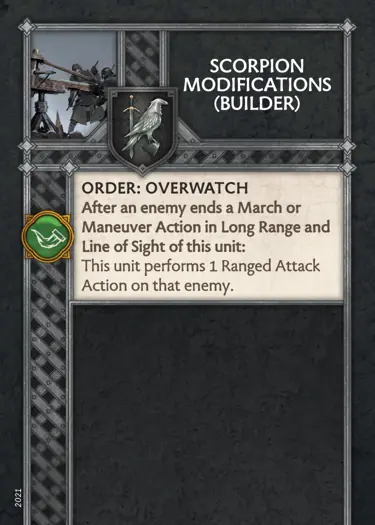 SCORPION
MODIFICATIONS
(BUILDER)
ORDER: OVERWATCH
After an enemy ends a March or
Maneuver Action in Long Range and
Line of Sight of this unit:
This unit performs 1 Ranged Attack
Action on that enemy.
2021